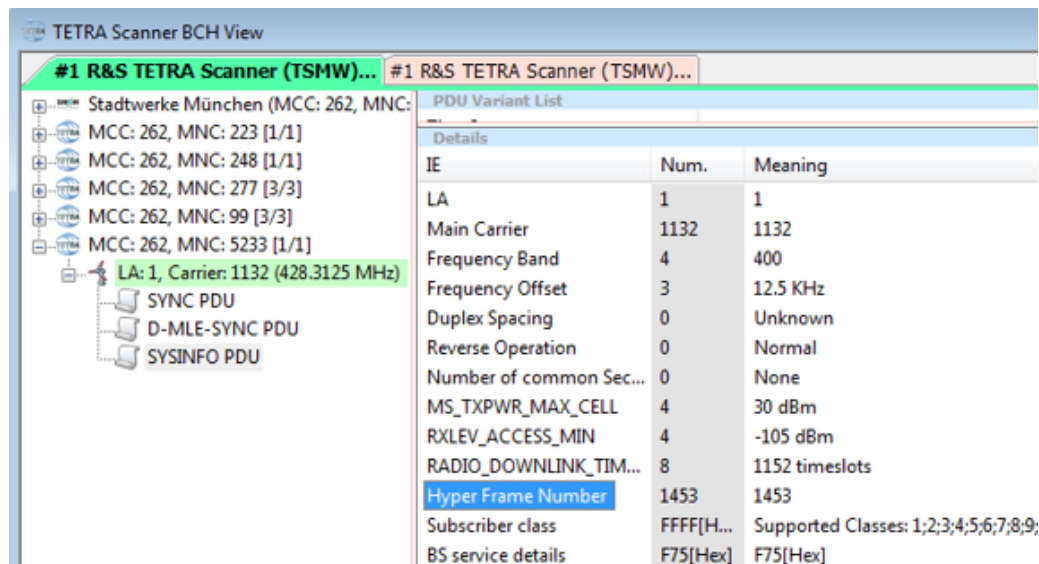 TETRA Scanner BCH View
#1 R&S TETRA Scanner (TSMW)... #1 R&S TETRA Scanner (TSMW)...
Stadtwerke München (MCC: 262, MNC:
MCC: 262, MNC: 223 [1/1]
MCC: 262, MNC: 248 [1/1]
MCC: 262, MNC: 277 [3/3]
MCC: 262, MNC: 99 [3/3]
MCC: 262, MNC: 5233 [1/1]
LA: 1, Carrier: 1132 (428.3125 MHz)
SYNC PDU
D-MLE-SYNC PDU
SYSINFO PDU
PDU Variant List
Details
IE Num. Meaning
LA 1 1
Main Carrier 1132 1132
Frequency Band 4 400
Frequency Offset 3 12.5 KHz
Duplex Spacing 0 Unknown
Reverse Operation 0 Normal
Number of common Sec... 0 None
MS_TXPWR_MAX_CELL 4 30 dBm
RXLEV_ACCESS_MIN 4 -105 dBm
RADIO_DOWNLINK_TIM... 8 1152 timeslots
Hyper Frame Number 1453 1453
Subscriber class FFFF[H... Supported Classes: 1;2;3;4;5;6;7;8;9;
BS service details F75[Hex] F75[Hex]